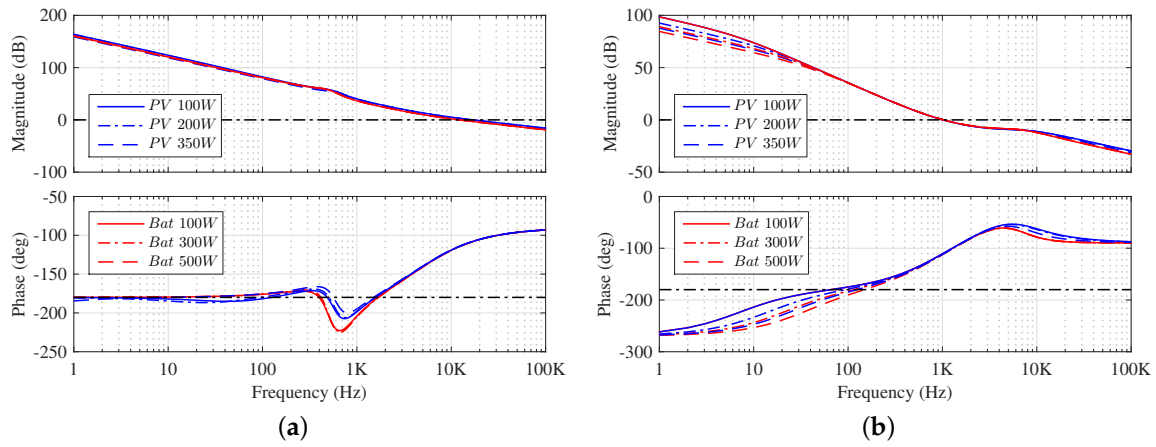 200
100
0
-100
Magnitude (dB)
PV 100W
PV 200W
PV 350W
-50
-100
-150
-200
-250
Phase (deg)
Bat 100W
Bat 300W
Bat 500W
1 10 100 1K 10K 100K
Frequency (Hz)
(a)
100
50
0
-50
Magnitude (dB)
PV 100W
PV 200W
PV 350W
0
-100
-200
-300
Phase (deg)
Bat 100W
Bat 300W
Bat 500W
1 10 100 1K 10K 100K
Frequency (Hz)
(b)